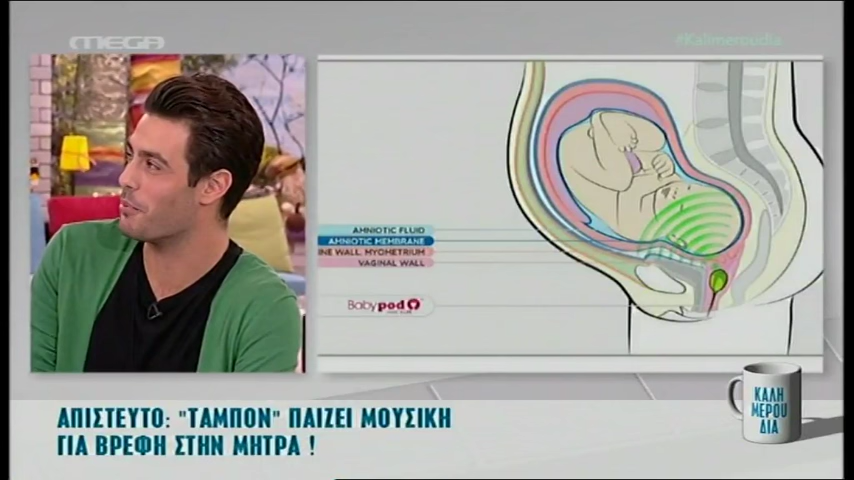 MEGA
#Kalimeroudia
AMNIOTIC FLUID
AMNIOTIC MEMBRANE
INE WALL. MYOMETRIUM
VAGINAL WALL
Babypod
ΑΠΙΣΤΕΥΤΟ: "ΤΑΜΠΟΝ" ΠΑΙΖΕΙ ΜΟΥΣΙΚΗ
ΓΙΑ ΒΡΕΦΗ ΣΤΗΝ ΜΗΤΡΑ !
ΚΑΛΗ
ΜΕΡΟΥ
ΔΙΑ